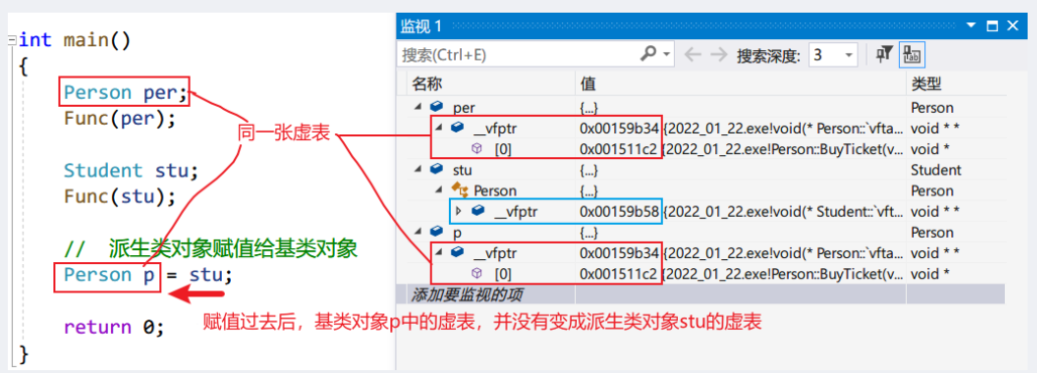 int main()
{
Person per;
Func(per);
同一张虚表
Student stu;
Func(stu);
// 派生类对象赋值给基类对象
Person p = stu;
赋值过去后，基类对象p中的虚表，并没有变成派生类对象stu的虚表
return 0;
}
监视 1
搜索(Ctrl+E) 搜索深度: 3
名称 值 类型
per {...} Person
__vfptr 0x00159b34 {2022_01_22.exe!void(* Person::`vfta... void * *
[0] 0x001511c2 {2022_01_22.exe!Person::BuyTicket(v... void *
stu {...} Student
Person {...} Person
__vfptr 0x00159b58 {2022_01_22.exe!void(* Student::`vft... void * *
p {...} Person
__vfptr 0x00159b34 {2022_01_22.exe!void(* Person::`vfta... void * *
[0] 0x001511c2 {2022_01_22.exe!Person::BuyTicket(v... void *
添加要监视的项